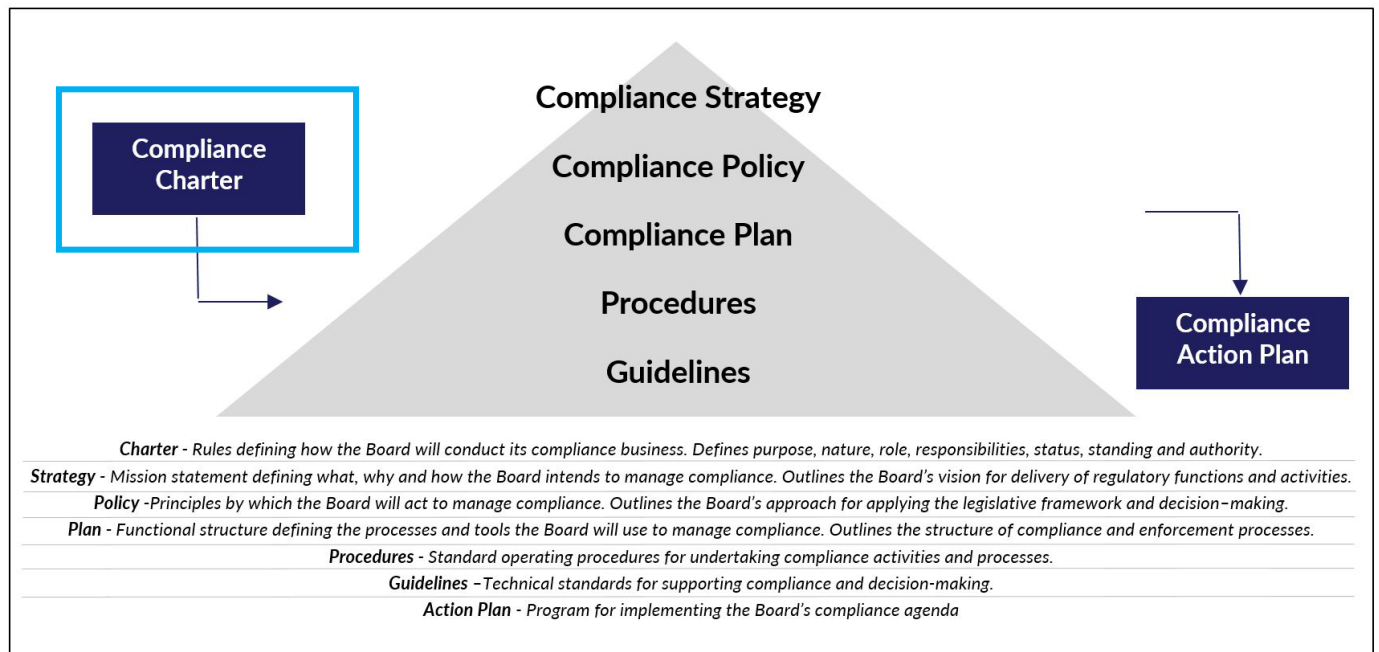 Compliance Strategy
Compliance
Charter
Compliance Policy
Compliance Plan
Procedures
Compliance
Action Plan
Guidelines
Charter - Rules defining how the Board will conduct its compliance business. Defines purpose, nature, role, responsibilities, status, standing and authority.
Strategy - Mission statement defining what, why and how the Board intends to manage compliance. Outlines the Board's vision for delivery of regulatory functions and activities.
Policy -Principles by which the Board will act to manage compliance. Outlines the Board's approach for applying the legislative framework and decision–making.
Plan - Functional structure defining the processes and tools the Board will use to manage compliance. Outlines the structure of compliance and enforcement processes.
Procedures - Standard operating procedures for undertaking compliance activities and processes.
Guidelines –Technical standards for supporting compliance and decision-making.
Action Plan - Program for implementing the Board's compliance agenda